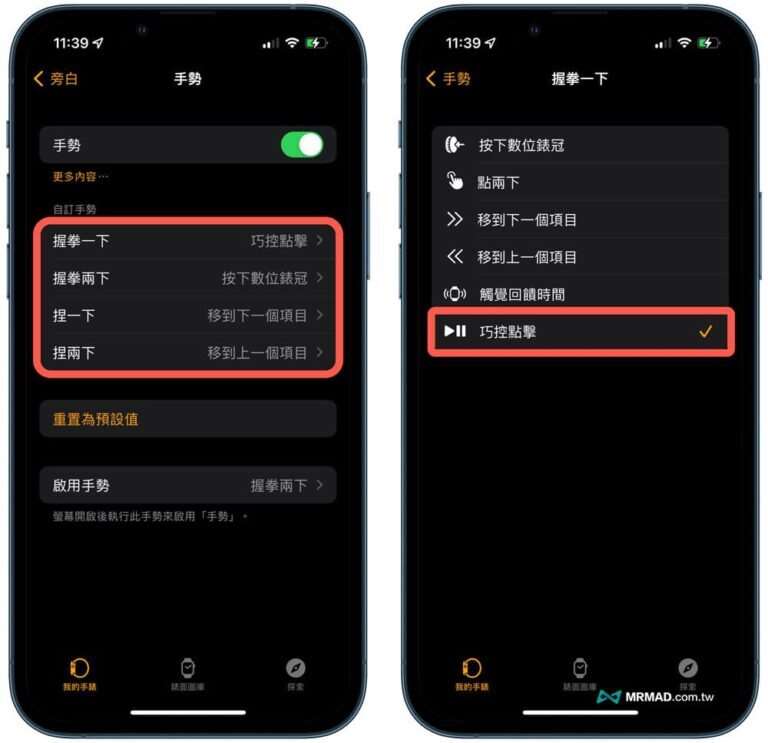 11:39
旁白
手勢
手勢
更多內容…
自訂手勢
握拳一下 巧控點擊
握拳兩下 按下數位錶冠
捏一下 移到下一個項目
捏兩下 移到上一個項目
重置為預設值
啟用手勢 握拳兩下
螢幕開啟後執行此手勢來啟用「手勢」。
我的手錶 錶面圖庫 探索
11:39
手勢
握拳一下
按下數位錶冠
點兩下
移到下一個項目
移到上一個項目
觸覺回饋時間
巧控點擊
我的手錶 錶面圖庫 探索
MRMAD.com.tw